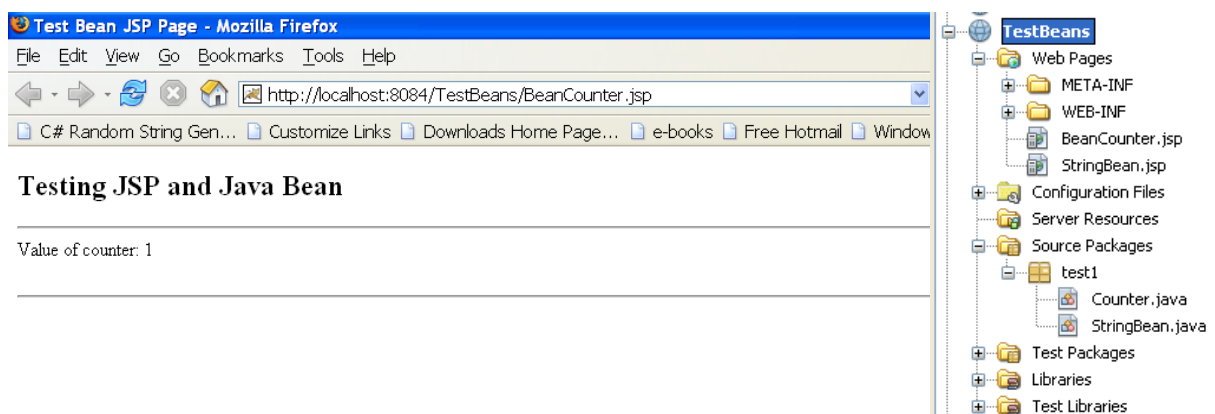 Test Bean JSP Page - Mozilla Firefox
File Edit View Go Bookmarks Tools Help
http://localhost:8084/TestBeans/BeanCounter.jsp
C# Random String Gen... Customize Links Downloads Home Page... e-books Free Hotmail Window
Testing JSP and Java Bean
Value of counter: 1
TestBeans
Web Pages
META-INF
WEB-INF
BeanCounter.jsp
StringBean.jsp
Configuration Files
Server Resources
Source Packages
test1
Counter.java
StringBean.java
Test Packages
Libraries
Test Libraries